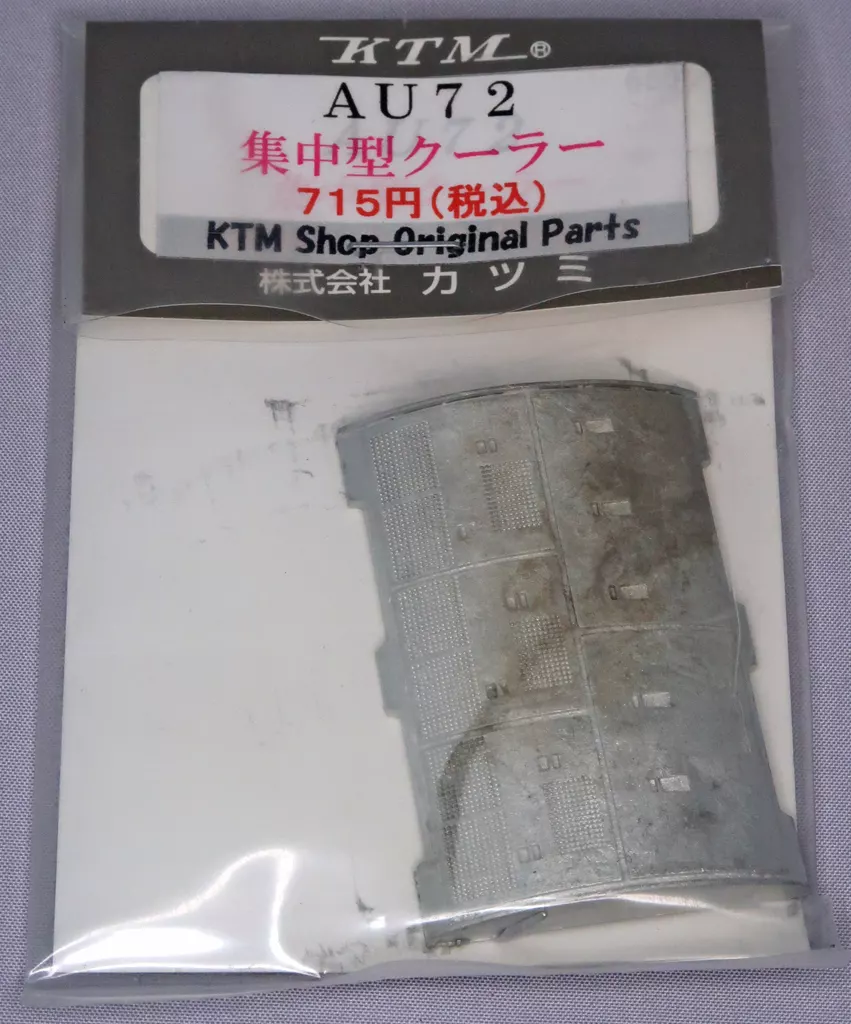 KTM®
AU72
集中型クーラー
715円(税込)
KTM Shop Original Parts
株式会社 カツミ